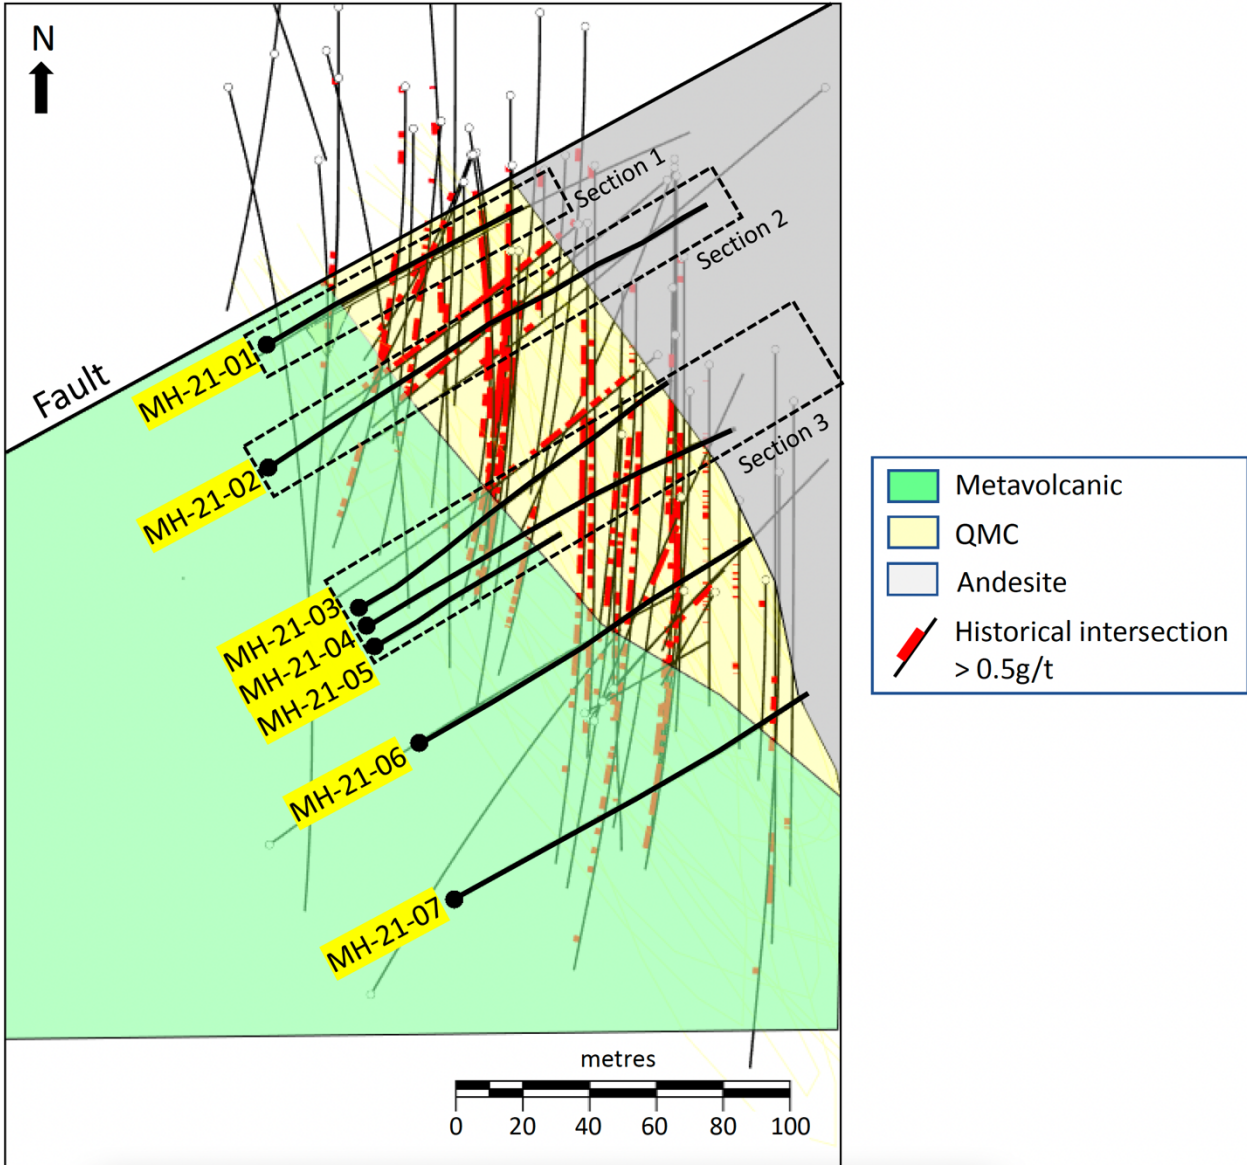 N
Section 1
Section 2
MH-21-01
Fault
Section 3
MH-21-02
MH-21-03
MH-21-04
MH-21-05
MH-21-06
MH-21-07
Metavolcanic
QMC
Andesite
Historical intersection
> 0.5g/t
metres
0 20 40 60 80 100